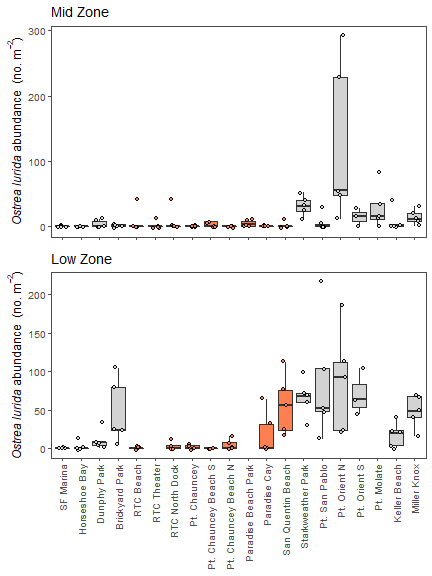 Mid Zone
Ostrea lurida abundance (no. m⁻²)
300
200
100
0
Low Zone
Ostrea lurida abundance (no. m⁻²)
200
150
100
50
0
SF Marina
Horseshoe Bay
Dunphy Park
Brickyard Park
RTC Beach
RTC Theater
RTC North Dock
Pt. Chauncey
Pt. Chauncey Beach S
Pt. Chauncey Beach N
Paradise Beach Park
Paradise Cay
San Quentin Beach
Starkweather Park
Pt. San Pablo
Pt. Orient N
Pt. Orient S
Pt. Molate
Keller Beach
Miller Knox